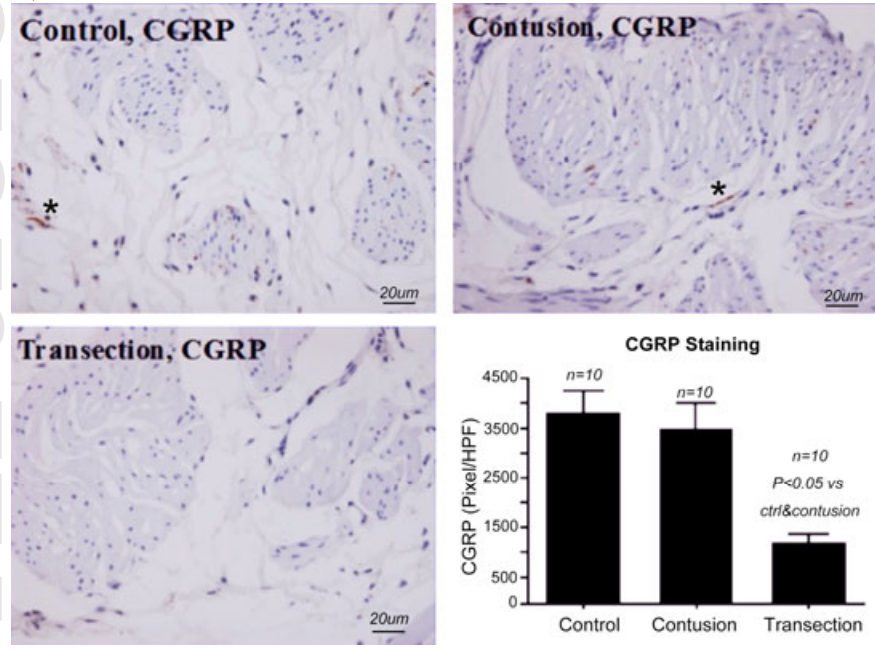 Control, CGRP
*
20um
Contusion, CGRP
*
20um
Transection, CGRP
20um
CGRP Staining
CGRP (Pixel/HPF)
4500
3500
2500
1500
500
0
n=10
n=10
n=10
P<0.05 vs
ctrl&contusion
Control
Contusion
Transection